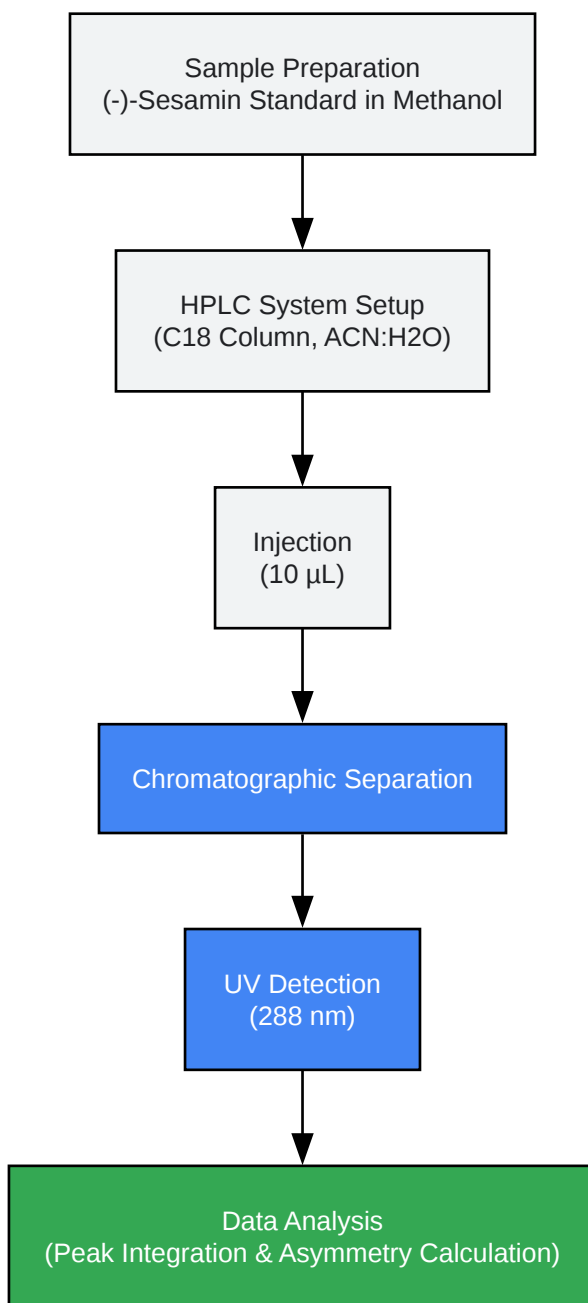 Sample Preparation
(-)-Sesamin Standard in Methanol
HPLC System Setup
(C18 Column, ACN:H2O)
Injection
(10 µL)
Chromatographic Separation
UV Detection
(288 nm)
Data Analysis
(Peak Integration & Asymmetry Calculation)